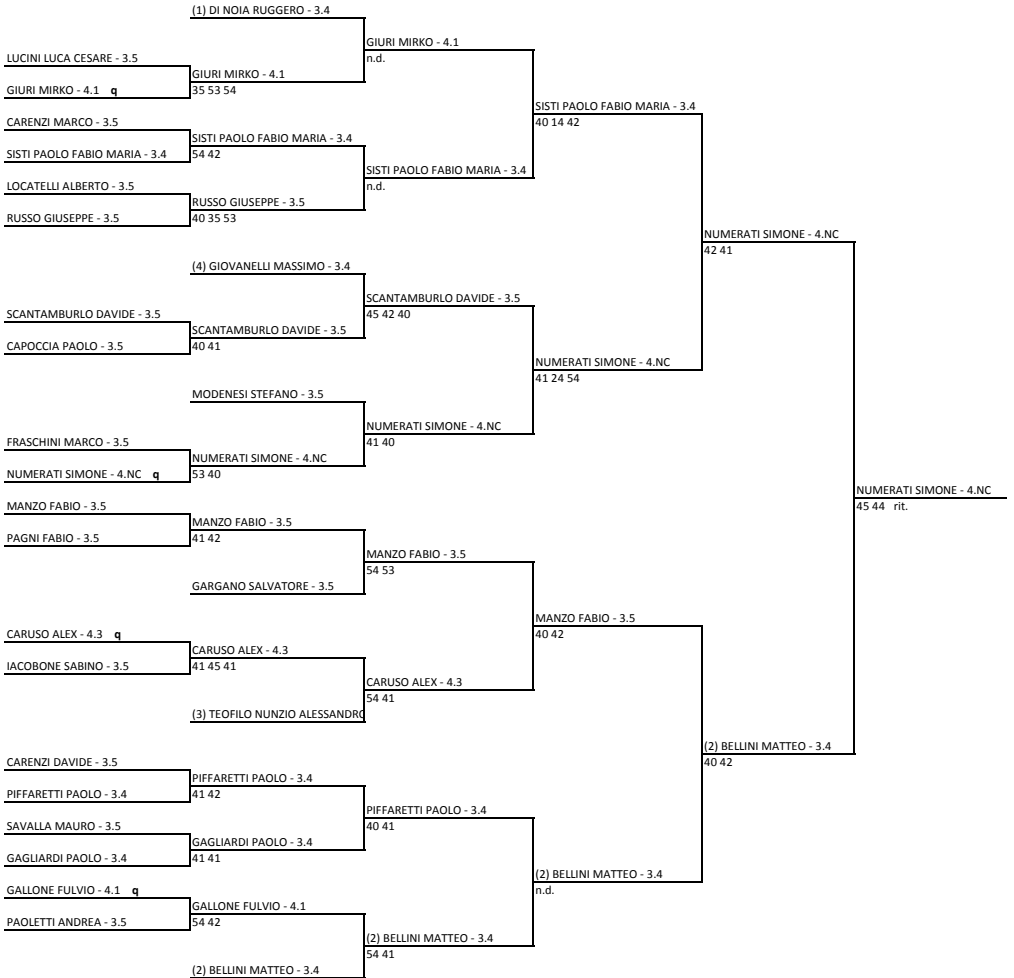 (1) DI NOIA RUGGERO - 3.4
GIURI MIRKO - 4.1
LUCINI LUCA CESARE - 3.5
n.d.
GIURI MIRKO - 4.1
GIURI MIRKO - 4.1 q
35 53 54
SISTI PAOLO FABIO MARIA - 3.4
CARENZI MARCO - 3.5
40 14 42
SISTI PAOLO FABIO MARIA - 3.4
SISTI PAOLO FABIO MARIA - 3.4
54 42
SISTI PAOLO FABIO MARIA - 3.4
LOCATELLI ALBERTO - 3.5
n.d.
RUSSO GIUSEPPE - 3.5
RUSSO GIUSEPPE - 3.5
40 35 53
NUMERATI SIMONE - 4.NC
42 41
(4) GIOVANELLI MASSIMO - 3.4
SCANTAMBURLO DAVIDE - 3.5
SCANTAMBURLO DAVIDE - 3.5
45 42 40
SCANTAMBURLO DAVIDE - 3.5
CAPOCCIA PAOLO - 3.5
40 41
NUMERATI SIMONE - 4.NC
41 24 54
MODENESI STEFANO - 3.5
NUMERATI SIMONE - 4.NC
FRASCHINI MARCO - 3.5
41 40
NUMERATI SIMONE - 4.NC
NUMERATI SIMONE - 4.NC q
53 40
NUMERATI SIMONE - 4.NC
MANZO FABIO - 3.5
45 44 rit.
MANZO FABIO - 3.5
PAGNI FABIO - 3.5
41 42
MANZO FABIO - 3.5
54 53
GARGANO SALVATORE - 3.5
MANZO FABIO - 3.5
CARUSO ALEX - 4.3 q
40 42
CARUSO ALEX - 4.3
IACOBONE SABINO - 3.5
41 45 41
CARUSO ALEX - 4.3
54 41
(3) TEOFILO NUNZIO ALESSANDRO
(2) BELLINI MATTEO - 3.4
CARENZI DAVIDE - 3.5
40 42
PIFFARETTI PAOLO - 3.4
PIFFARETTI PAOLO - 3.4
41 42
PIFFARETTI PAOLO - 3.4
SAVALLA MAURO - 3.5
40 41
GAGLIARDI PAOLO - 3.4
GAGLIARDI PAOLO - 3.4
41 41
(2) BELLINI MATTEO - 3.4
GALLONE FULVIO - 4.1 q
n.d.
GALLONE FULVIO - 4.1
PAOLETTI ANDREA - 3.5
54 42
(2) BELLINI MATTEO - 3.4
54 41
(2) BELLINI MATTEO - 3.4